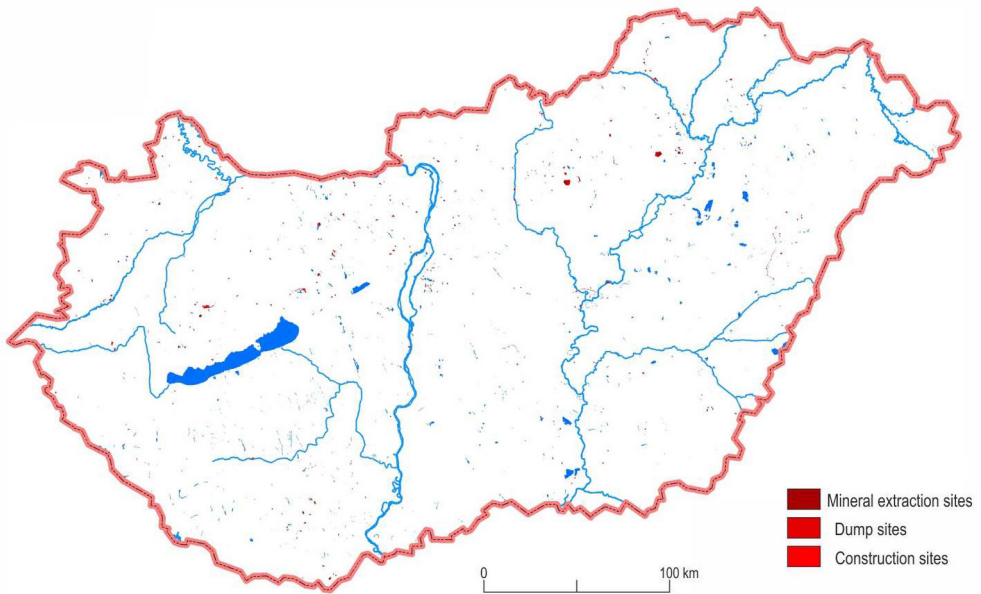 Mineral extraction sites
Dump sites
Construction sites
0 100 km